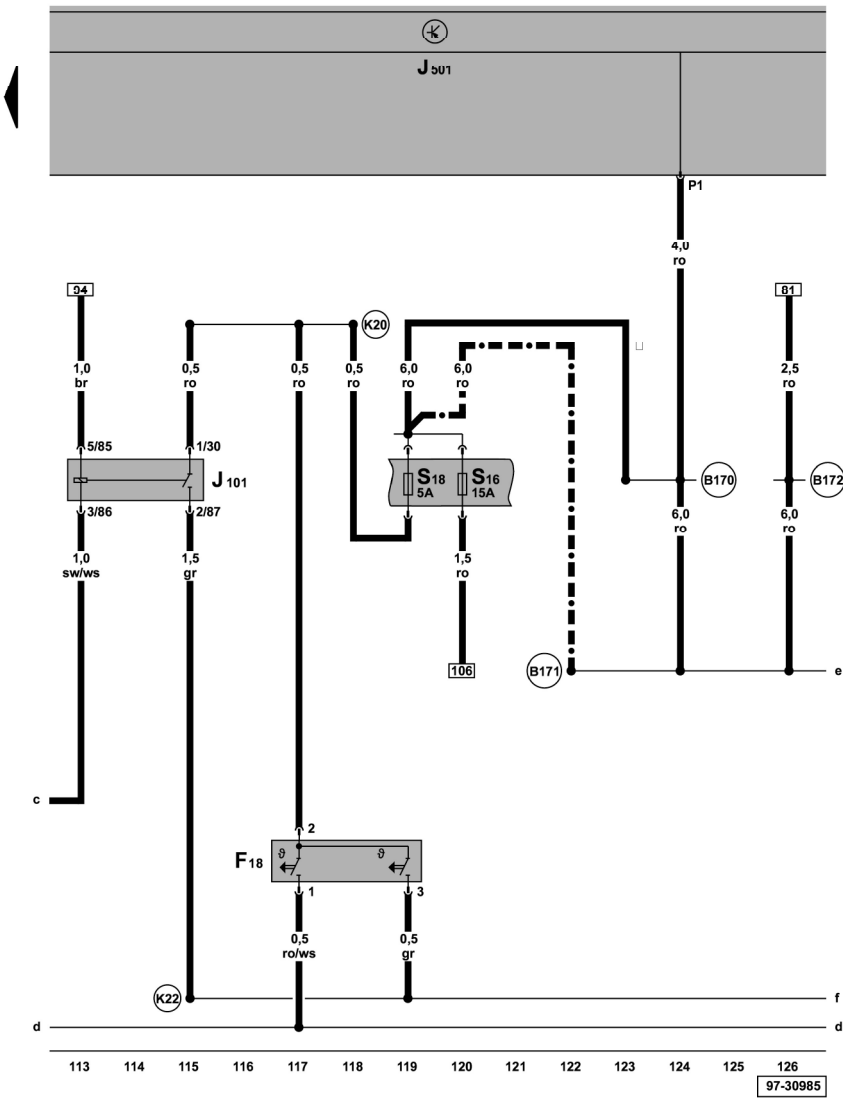 J 501
P1
4,0
ro
94
81
K20
1,0
br
0,5
ro
0,5
ro
0,5
ro
6,0
ro
6,0
ro
2,5
ro
5/85
1/30
J 101
S18
5A
S16
15A
B170
B172
3/86
2/87
6,0
ro
6,0
ro
1,0
sw/ws
1,5
gr
1,5
ro
106
B171
e
c
2
F18
ϑ
ϑ
1
3
0,5
ro/ws
0,5
gr
K22
f
d
d
113 114 115 116 117 118 119 120 121 122 123 124 125 126
97-30985